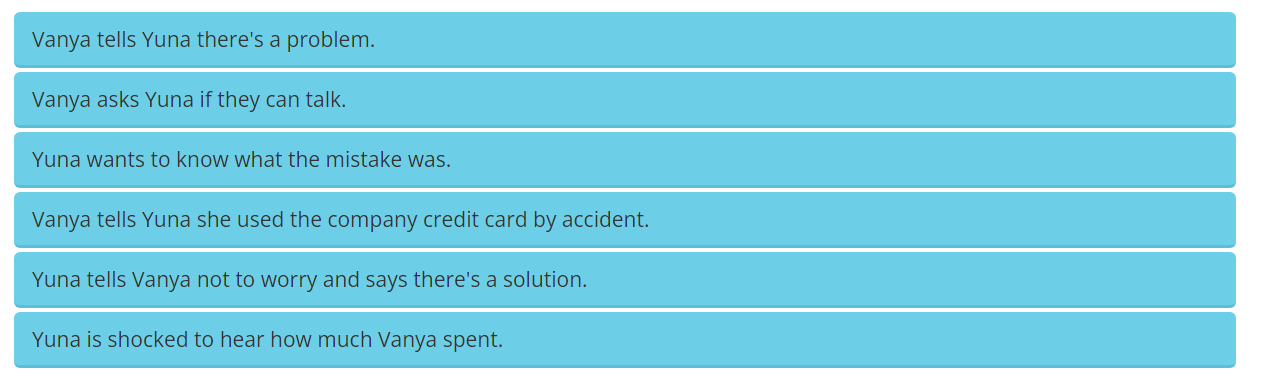 Vanya tells Yuna there's a problem.
Vanya asks Yuna if they can talk.
Yuna wants to know what the mistake was.
Vanya tells Yuna she used the company credit card by accident.
Yuna tells Vanya not to worry and says there's a solution.
Yuna is shocked to hear how much Vanya spent.